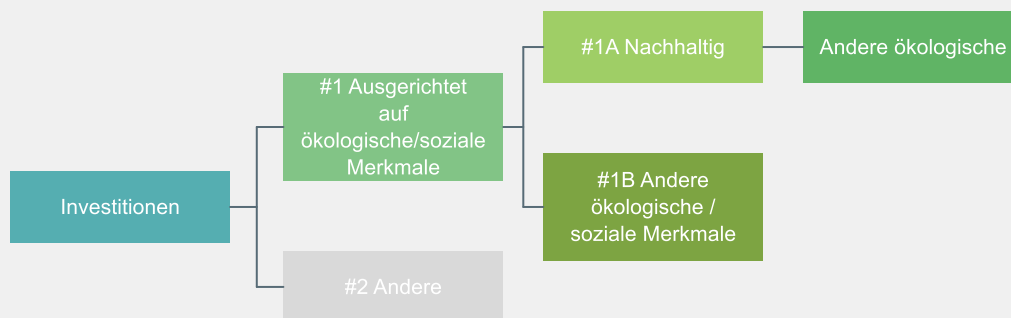 #1A Nachhaltig
Andere ökologische
#1 Ausgerichtet
auf
ökologische/soziale
Merkmale
#1B Andere
ökologische /
soziale Merkmale
Investitionen
#2 Andere